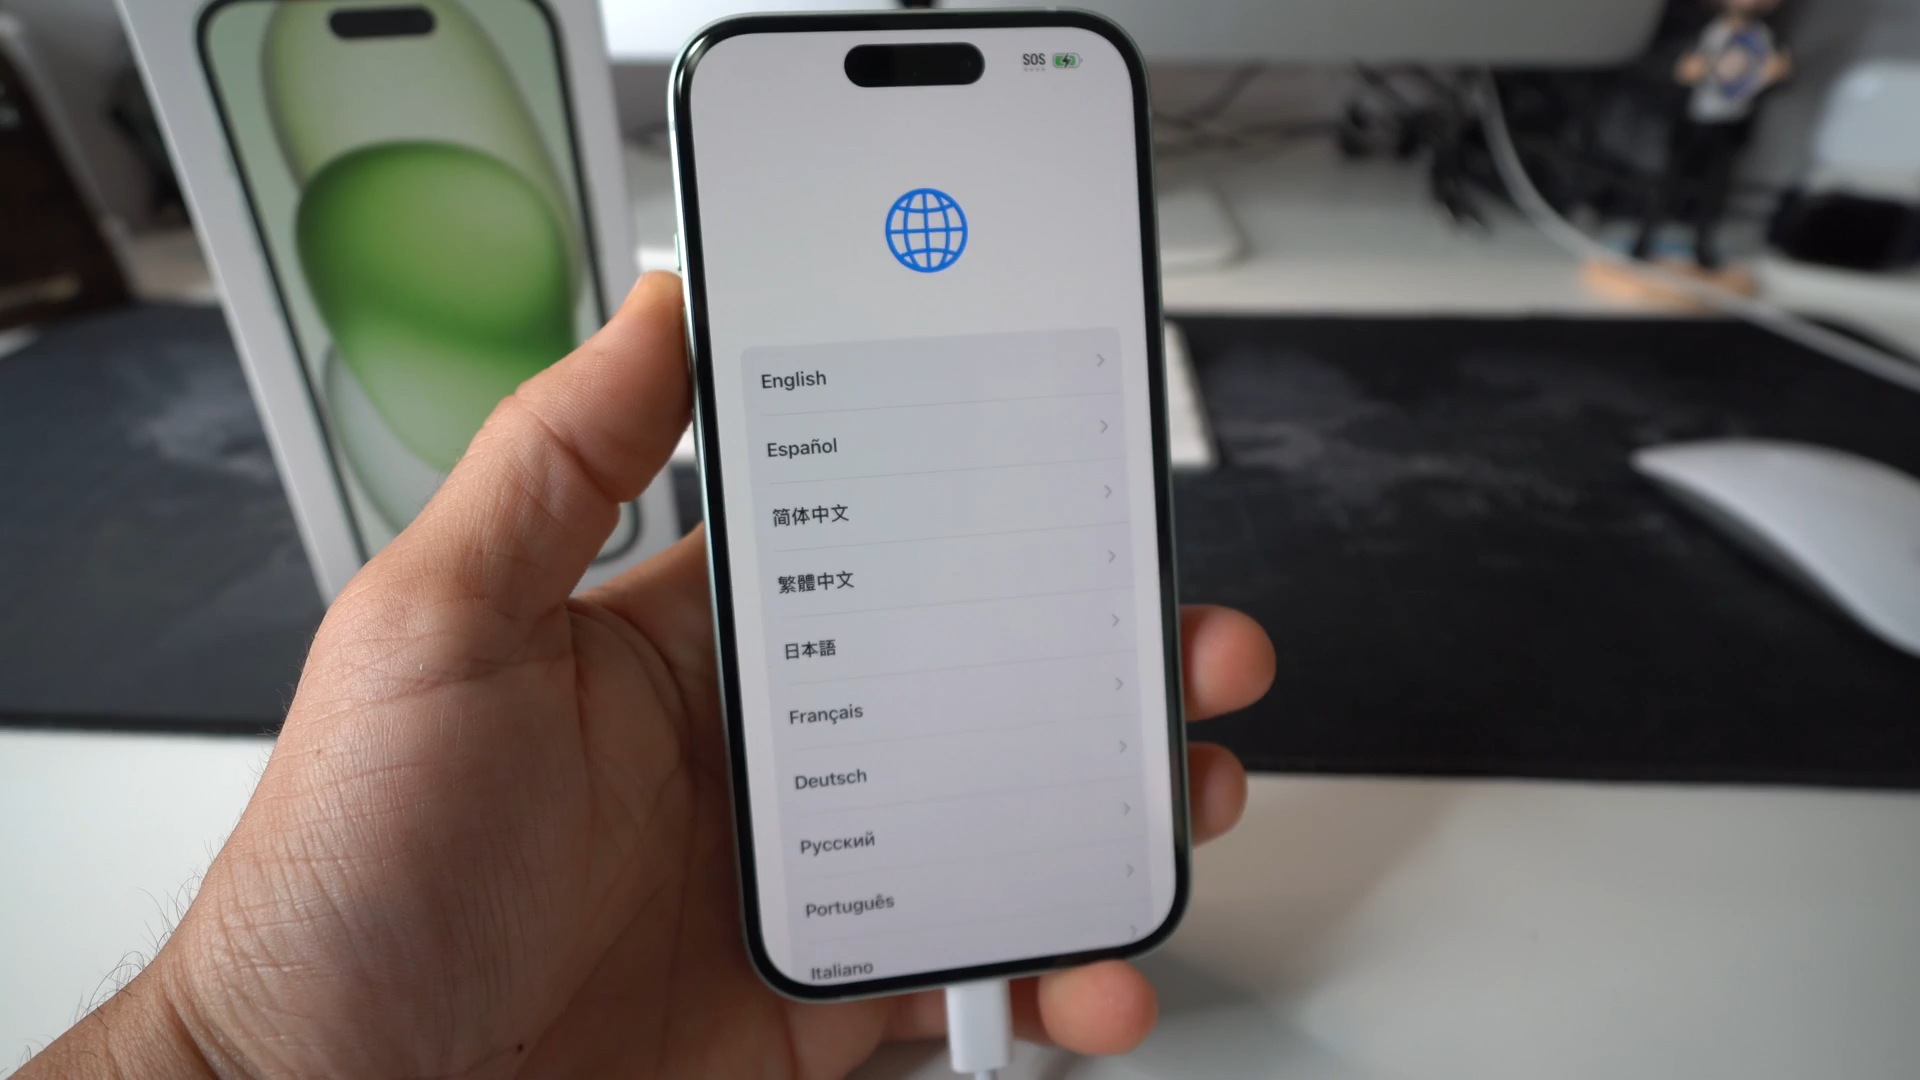 SOS
English
Español
简体中文
繁體中文
日本語
Français
Deutsch
Русский
Português
Italiano